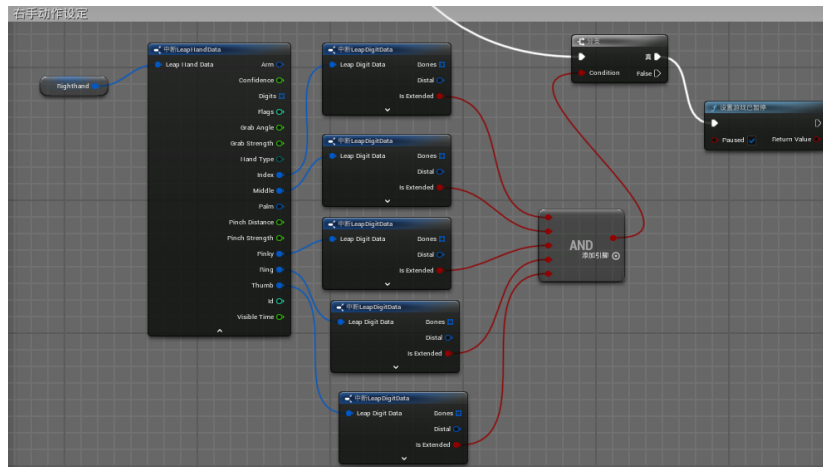 右手动作设定
中断LeapHandData
Leap Hand Data
Arm
Confidence
Digits
Flags
Grab Angle
Grab Strength
Hand Type
Index
Middle
Palm
Pinch Distance
Pinch Strength
Pinky
Ring
Thumb
Id
Visible Time
Righthand
中断LeapDigitData
Leap Digit Data
Bones
Distal
Is Extended
中断LeapDigitData
Leap Digit Data
Bones
Distal
Is Extended
中断LeapDigitData
Leap Digit Data
Bones
Distal
Is Extended
中断LeapDigitData
Leap Digit Data
Bones
Distal
Is Extended
中断LeapDigitData
Leap Digit Data
Bones
Distal
Is Extended
AND
添加引脚
分支
真
Condition
False
设置游戏已暂停
Paused
Return Value